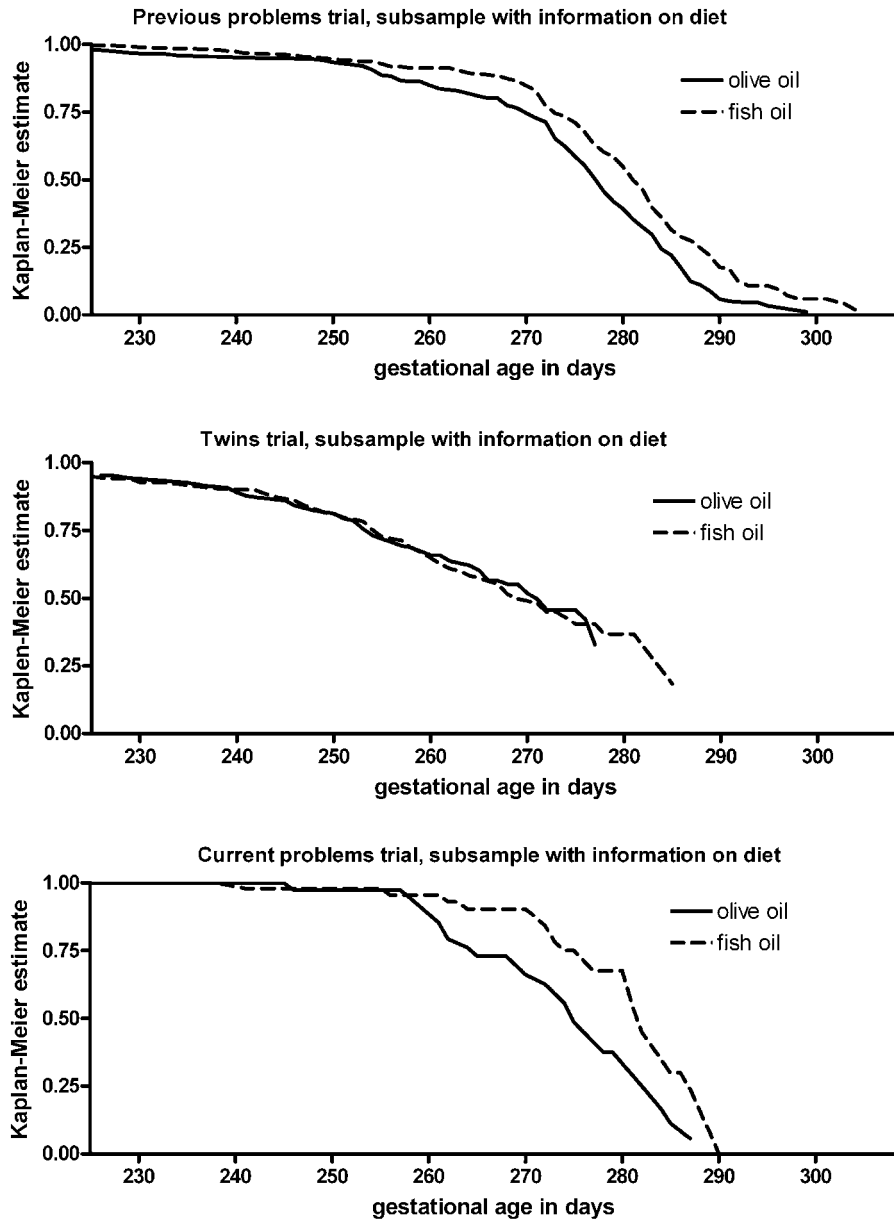 Previous problems trial, subsample with information on diet
Kaplan-Meier estimate
1.00
0.75
0.50
0.25
0.00
olive oil
fish oil
230 240 250 260 270 280 290 300
gestational age in days
Twins trial, subsample with information on diet
Kaplen-Meier estimate
1.00
0.75
0.50
0.25
0.00
olive oil
fish oil
230 240 250 260 270 280 290 300
gestational age in days
Current problems trial, subsample with information on diet
Kaplan-Meier estimate
1.00
0.75
0.50
0.25
0.00
olive oil
fish oil
230 240 250 260 270 280 290 300
gestational age in days